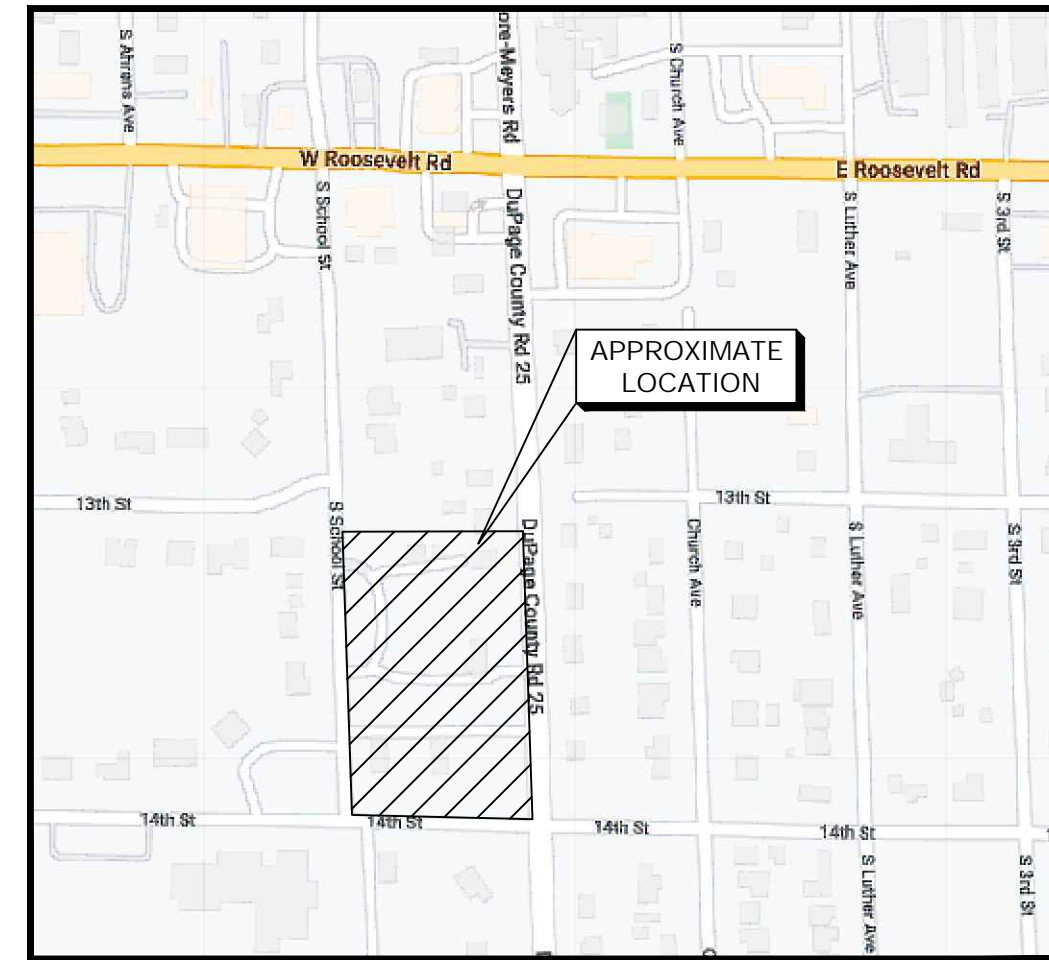 S Ahrens Ave
ore-Meyers Rd
S Church Ave
W Roosevelt Rd
E Roosevelt Rd
S School St
DuPage County Rd 25
S Luther Ave
S 3rd St
APPROXIMATE
LOCATION
13th St
13th St
S School St
DuPage County Rd 25
Church Ave
S Luther Ave
S 3rd St
14th St
14th St
14th St
14th St
S Luther Ave
S 3rd St